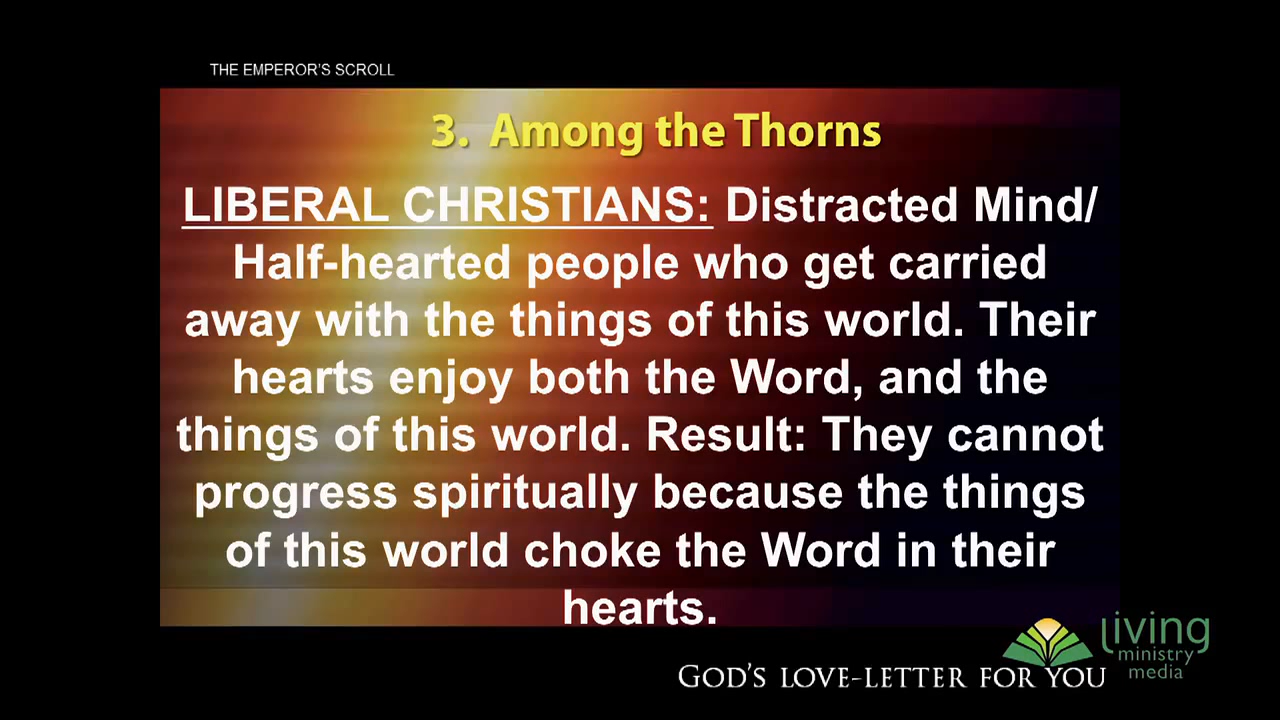 THE EMPEROR'S SCROLL
3. Among the Thorns
LIBERAL CHRISTIANS: Distracted Mind/
Half-hearted people who get carried
away with the things of this world. Their
hearts enjoy both the Word, and the
things of this world. Result: They cannot
progress spiritually because the things
of this world choke the Word in their
hearts.
living
ministry
media
GOD'S LOVE-LETTER FOR YOU